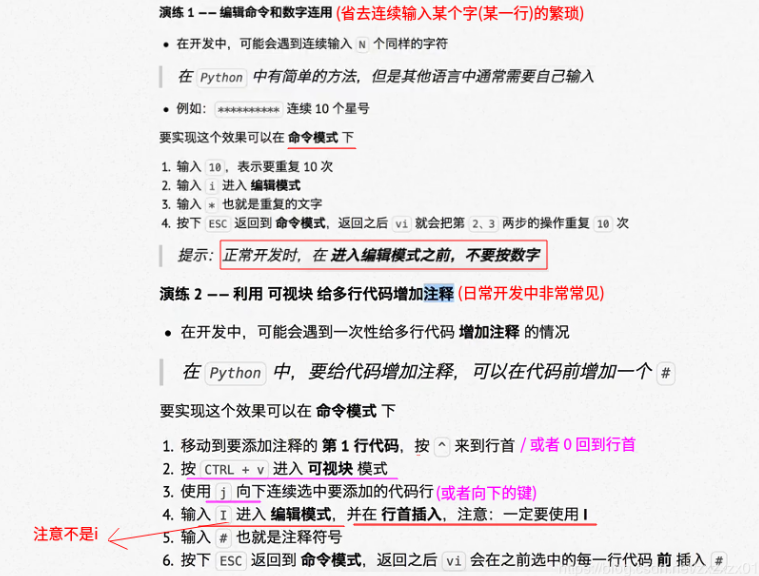 演练 1 —— 编辑命令和数字连用 (省去连续输入某个字(某一行)的繁琐)
• 在开发中，可能会遇到连续输入 N 个同样的字符
在 Python 中有简单的方法，但是其他语言中通常需要自己输入
• 例如： ********** 连续 10 个星号
要实现这个效果可以在 命令模式 下
1. 输入 10，表示要重复 10 次
2. 输入 i 进入 编辑模式
3. 输入 * 也就是重复的文字
4. 按下 ESC 返回到 命令模式，返回之后 vi 就会把第 2、3 两步的操作重复 10 次
提示：正常开发时，在 进入编辑模式之前，不要按数字
演练 2 —— 利用 可视块 给多行代码增加注释 (日常开发中非常常见)
• 在开发中，可能会遇到一次性给多行代码 增加注释 的情况
在 Python 中，要给代码增加注释，可以在代码前增加一个 #
要实现这个效果可以在 命令模式 下
1. 移动到要添加注释的 第 1 行代码，按 ^ 来到行首 / 或者 0 回到行首
2. 按 CTRL + v 进入 可视块 模式
3. 使用 j 向下连续选中要添加的代码行 (或者向下的键)
4. 输入 I 进入 编辑模式，并在 行首插入，注意：一定要使用 I
注意不是i
5. 输入 # 也就是注释符号
6. 按下 ESC 返回到 命令模式，返回之后 vi 会在之前选中的每一行代码 前 插入 #